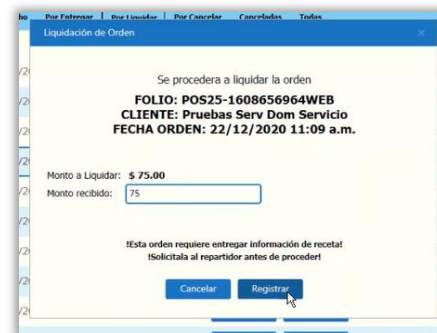 ho Por Entregar Por Liquidar Por Cancelar Canceladas Todas
Liquidación de Orden
Se procedera a liquidar la orden
FOLIO: POS25-1608656964WEB
CLIENTE: Pruebas Serv Dom Servicio
FECHA ORDEN: 22/12/2020 11:09 a.m.
Monto a Liquidar: $ 75.00
Monto recibido: 75
!Esta orden requiere entregar información de receta!
!Solicitala al repartidor antes de proceder!
Cancelar Registrar